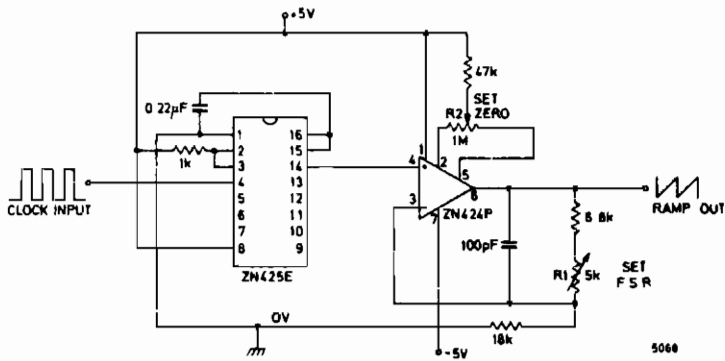 +5V
47k
0.22µF
SET
ZERO
R2
1M
1
2
3
4
5
6
7
8
16
15
14
13
12
11
10
9
1k
ZN425E
CLOCK INPUT
1
2
4
+
5
3
-
6
7
ZN424P
100pF
RAMP OUT
6.8k
R1
5k
SET
F S R
0V
18k
-5V
5060